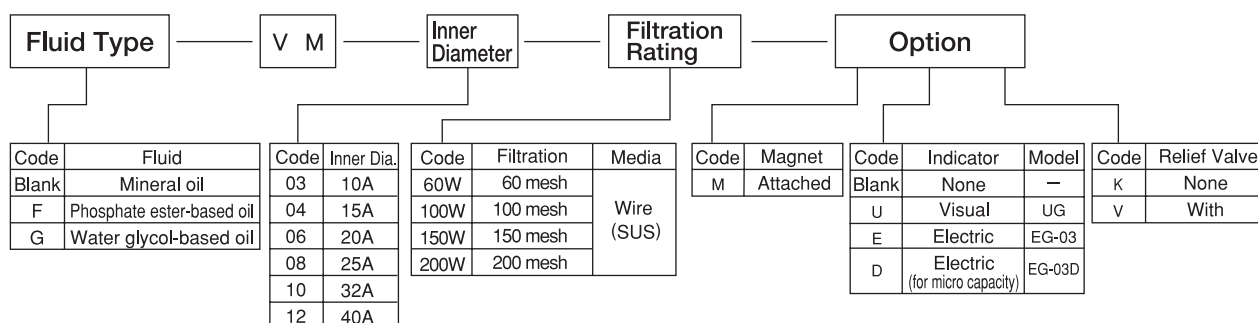 Fluid Type V M Inner Diameter Filtration Rating Option
Code Fluid
Blank Mineral oil
F Phosphate ester-based oil
G Water glycol-based oil
Code Inner Dia.
03 10A
04 15A
06 20A
08 25A
10 32A
12 40A
Code Filtration Media
60W 60 mesh
100W 100 mesh
150W 150 mesh
200W 200 mesh
Wire
(SUS)
Code Magnet
M Attached
Code Indicator Model
Blank None –
U Visual UG
E Electric EG-03
D Electric (for micro capacity) EG-03D
Code Relief Valve
K None
V With